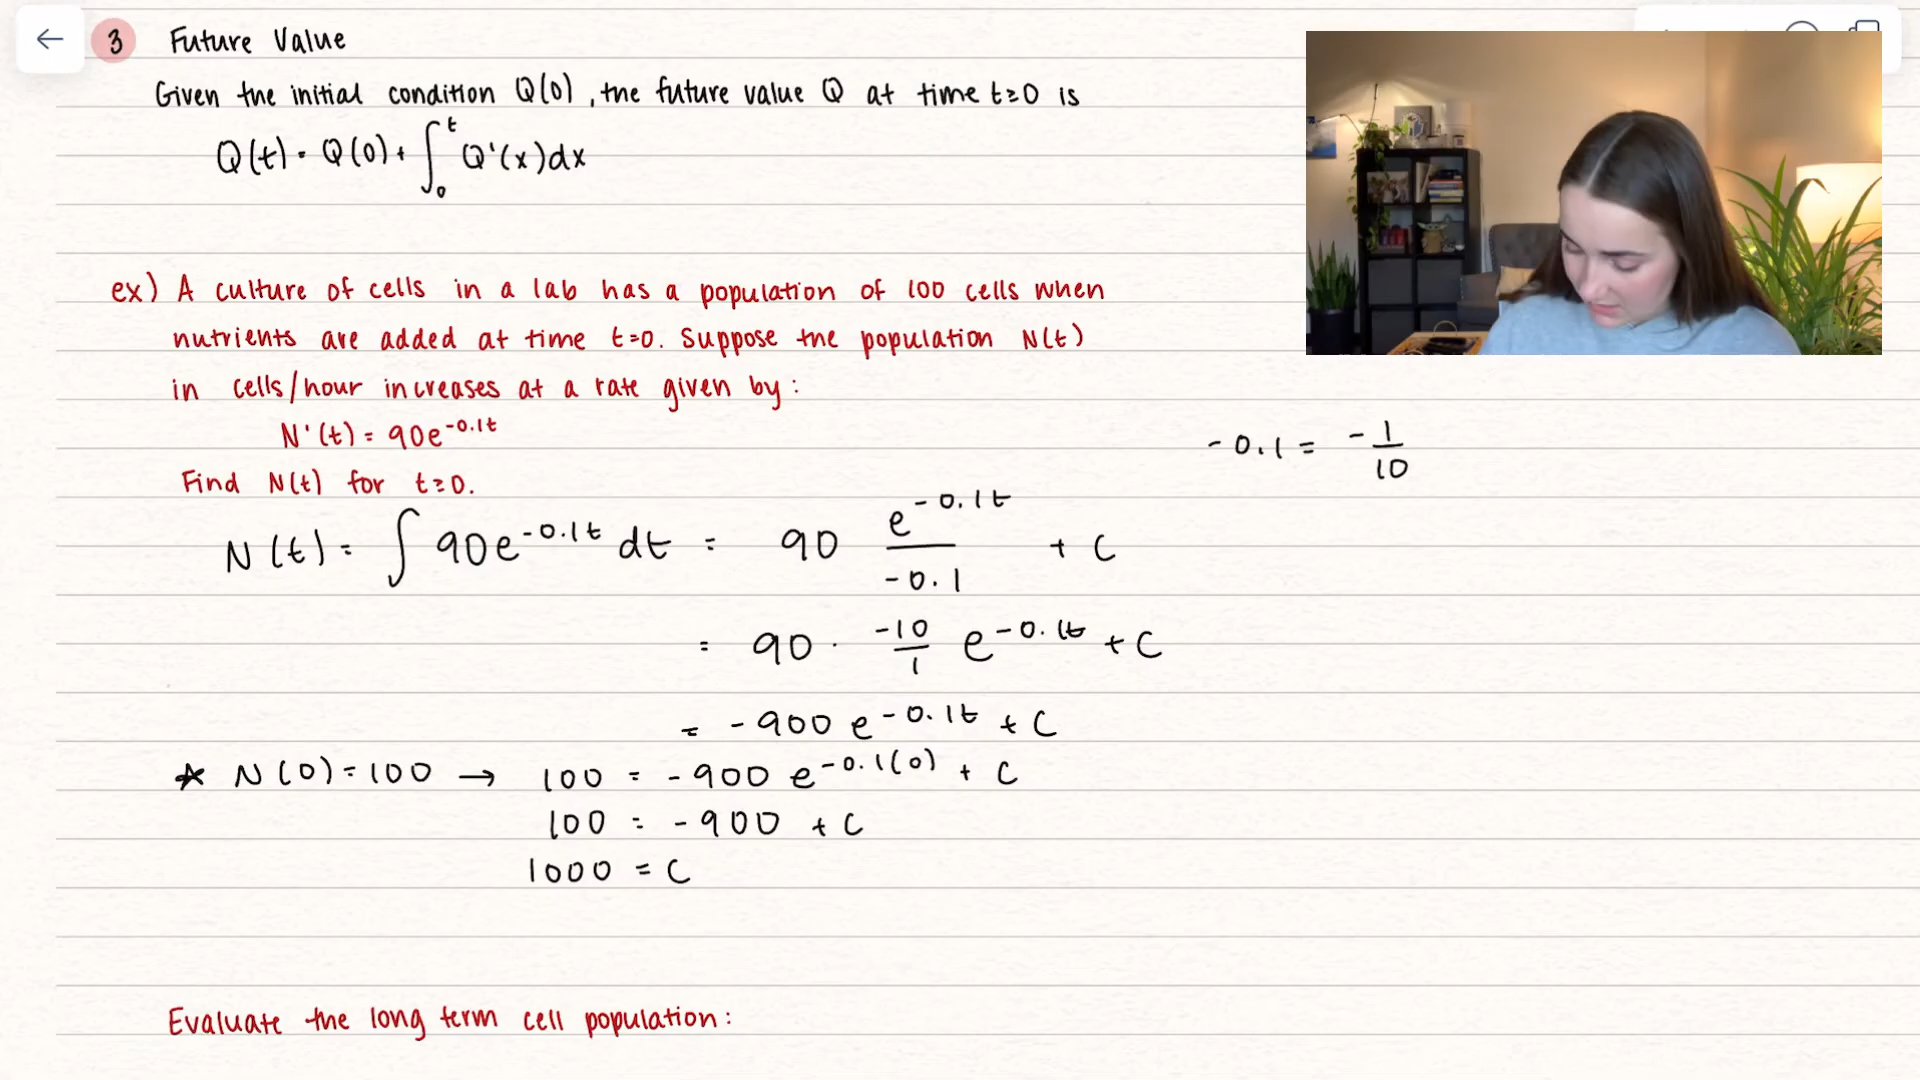 3 Future Value
Given the initial condition Q(0), the future value Q at time t≥0 is
Q(t) = Q(0) + ∫₀ᵗ Q'(x)dx
ex) A culture of cells in a lab has a population of 100 cells when
nutrients are added at time t=0. Suppose the population N(t)
in cells/hour increases at a rate given by:
N'(t) = 90e^-0.1t
-0.1 = -1/10
Find N(t) for t≥0.
N(t) = ∫ 90e^-0.1t dt = 90 e^-0.1t/-0.1 + C
= 90 · -10/1 e^-0.1t + C
= -900 e^-0.1t + C
★ N(0) = 100 → 100 = -900 e^-0.1(0) + C
100 = -900 + C
1000 = C
Evaluate the long term cell population: